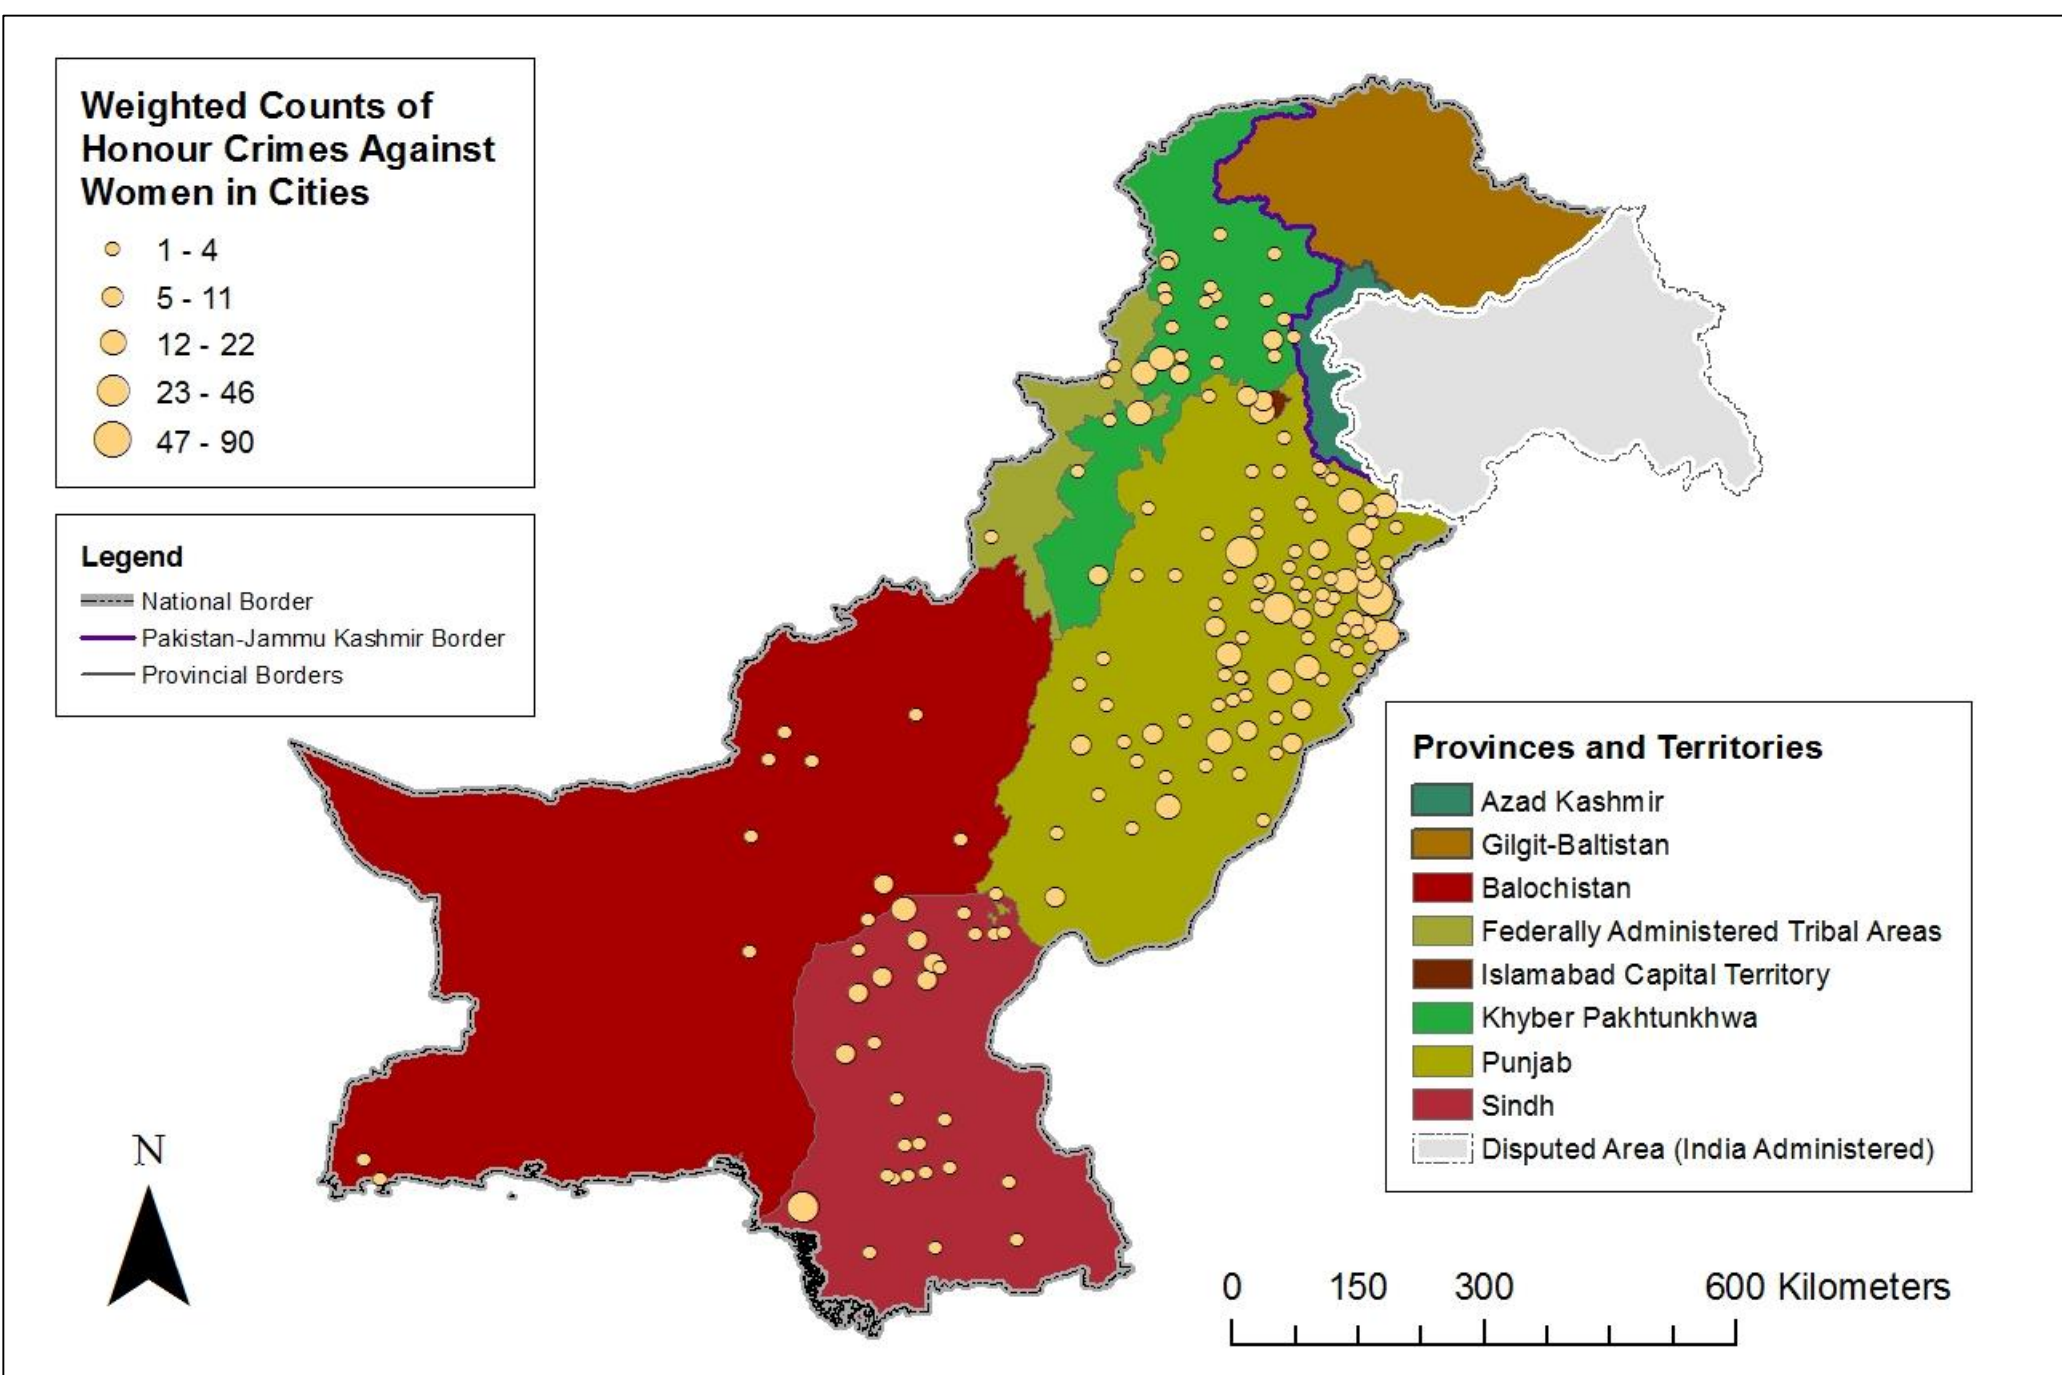 Weighted Counts of
Honour Crimes Against
Women in Cities
1 - 4
5 - 11
12 - 22
23 - 46
47 - 90
Legend
National Border
Pakistan-Jammu Kashmir Border
Provincial Borders
Provinces and Territories
Azad Kashmir
Gilgit-Baltistan
Balochistan
Federally Administered Tribal Areas
Islamabad Capital Territory
Khyber Pakhtunkhwa
Punjab
Sindh
Disputed Area (India Administered)
N
0 150 300 600 Kilometers